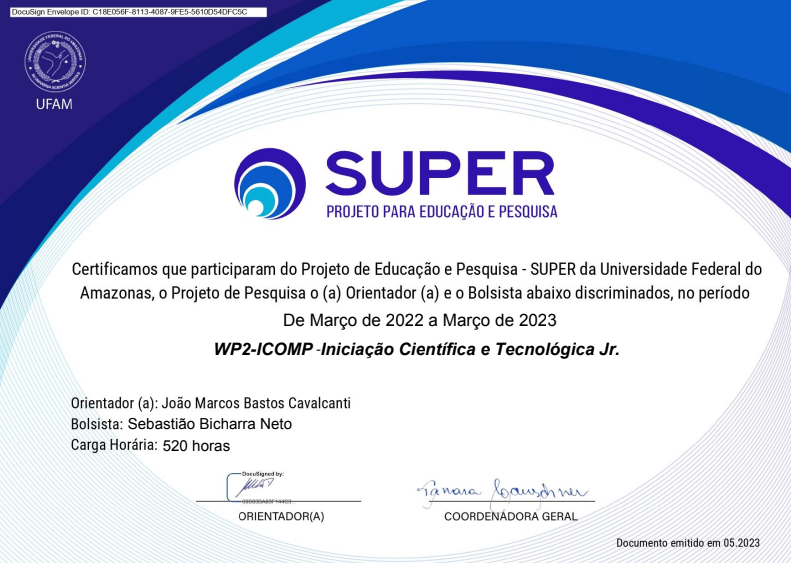 DocuSign Envelope ID: C18E056F-8113-4087-9FE5-5610D54DFC5C
UFAM
SUPER
PROJETO PARA EDUCAÇÃO E PESQUISA
Certificamos que participaram do Projeto de Educação e Pesquisa - SUPER da Universidade Federal do
Amazonas, o Projeto de Pesquisa o (a) Orientador (a) e o Bolsista abaixo discriminados, no período
De Março de 2022 a Março de 2023
WP2-ICOMP -Iniciação Científica e Tecnológica Jr.
Orientador (a): João Marcos Bastos Cavalcanti
Bolsista: Sebastião Bicharra Neto
Carga Horária: 520 horas
DocuSigned by:
ORIENTADOR(A)
COORDENADORA GERAL
Documento emitido em 05.2023